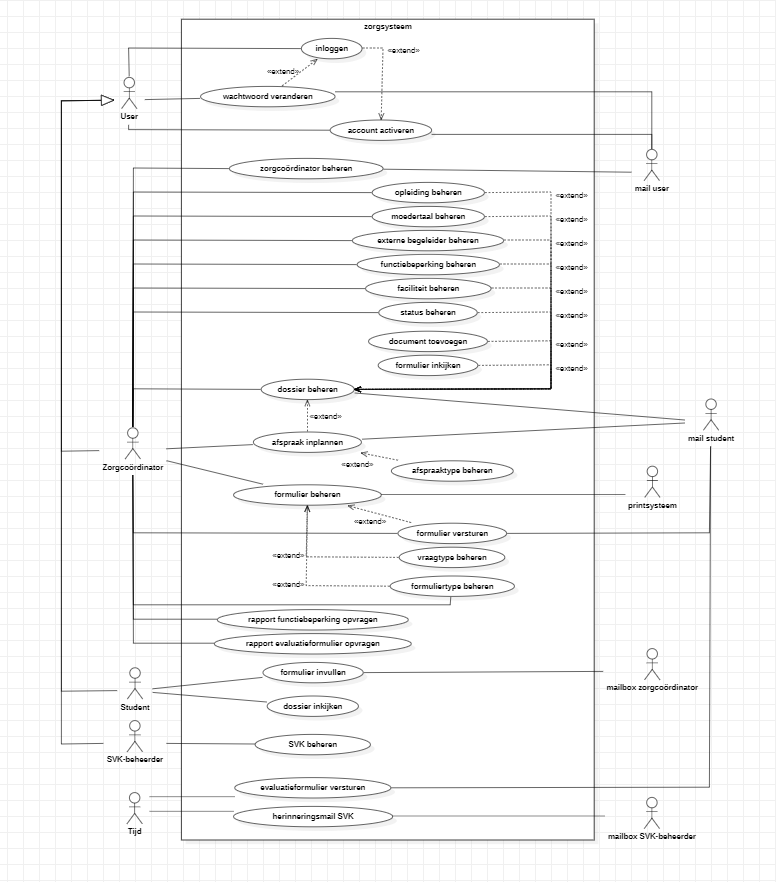 zorgsysteem
inloggen
«extend»
«extend»
wachtwoord veranderen
User
account activeren
zorgcoördinator beheren
mail user
opleiding beheren
«extend»
moedertaal beheren
«extend»
externe begeleider beheren
«extend»
functiebeperking beheren
«extend»
faciliteit beheren
«extend»
status beheren
«extend»
document toevoegen
«extend»
formulier inkijken
«extend»
dossier beheren
«extend»
mail student
afspraak inplannen
Zorgcoördinator
«extend»
afspraaktype beheren
formulier beheren
printsysteem
«extend»
formulier versturen
«extend»
vraagtype beheren
«extend»
formuliertype beheren
rapport functiebeperking opvragen
rapport evaluatieformulier opvragen
formulier invullen
mailbox zorgcoördinator
Student
dossier inkijken
SVK beheren
SVK-beheerder
evaluatieformulier versturen
herinneringsmail SVK
Tijd
mailbox SVK-beheerder